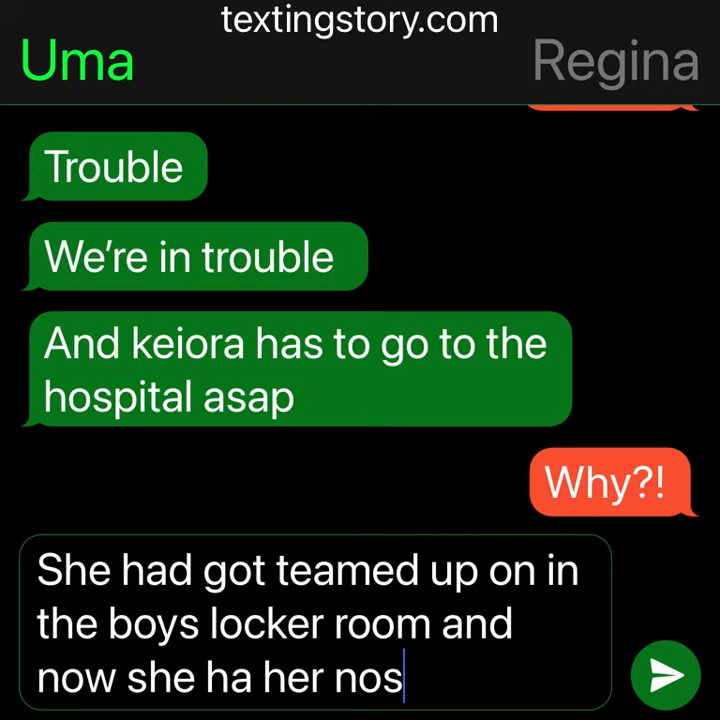 textingstory.com
Uma
Regina
Trouble
We’re in trouble
And keiora has to go to the
hospital asap
Why?!
She had got teamed up on in
the boys locker room and
now she ha her nos